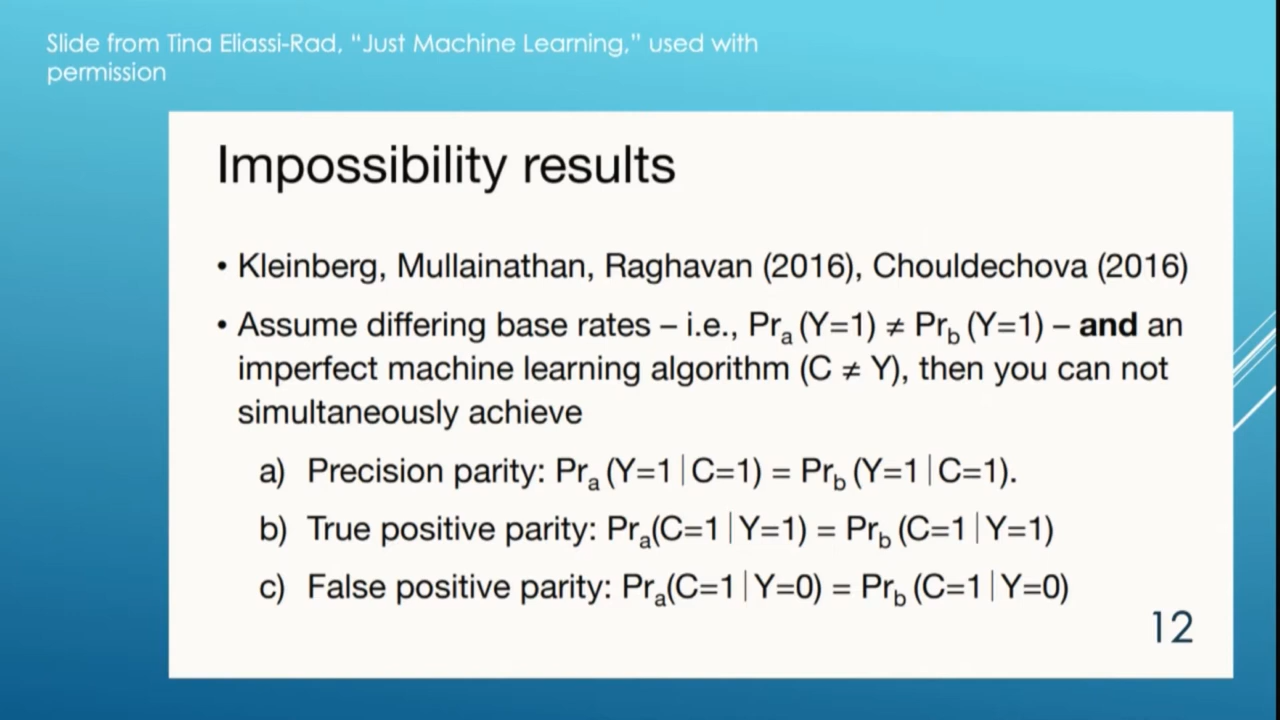 Slide from Tina Eliassi-Rad, “Just Machine Learning,” used with
permission
Impossibility results
• Kleinberg, Mullainathan, Raghavan (2016), Chouldechova (2016)
• Assume differing base rates – i.e., Pra (Y=1) ≠ Prb (Y=1) – and an
imperfect machine learning algorithm (C ≠ Y), then you can not
simultaneously achieve
a) Precision parity: Pra (Y=1 | C=1) = Prb (Y=1 | C=1).
b) True positive parity: Pra(C=1 | Y=1) = Prb (C=1 | Y=1)
c) False positive parity: Pra(C=1 | Y=0) = Prb (C=1 | Y=0)
12